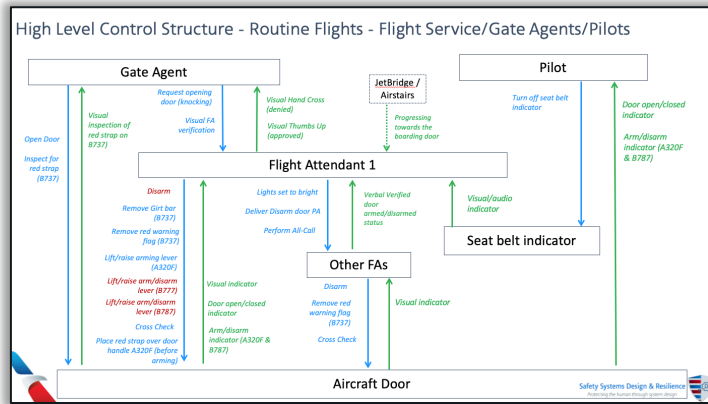 High Level Control Structure - Routine Flights - Flight Service/Gate Agents/Pilots
Gate Agent
JetBridge /
Airstairs
Pilot
Open Door
Inspect for
red strap
(B737)
Visual
inspection of
red strap on
B737)
Request opening
door (knocking)
Visual FA
verification
Visual Hand Cross
(denied)
Visual Thumbs Up
(approved)
Progressing
towards the
boarding door
Turn off seat belt
indicator
Door open/closed
indicator
Arm/disarm
indicator (A320F
& B787)
Flight Attendant 1
Disarm
Remove Girt bar
(B737)
Remove red warning
flag (B737)
Lift/raise arming lever
(A320F)
Lift/raise arm/disarm
lever (B777)
Lift/raise arm/disarm
lever (B787)
Cross Check
Place red strap over door
handle A320F (before
arming)
Visual indicator
Door open/closed
indicator
Arm/disarm
indicator (A320F &
B787)
Lights set to bright
Deliver Disarm door PA
Perform All-Call
Verbal Verified
door
armed/disarmed
status
Visual/audio
indicator
Seat belt indicator
Other FAs
Disarm
Remove red
warning flag
(B737)
Cross Check
Visual indicator
Aircraft Door
Safety Systems Design & Resilience
Protecting the human through system design